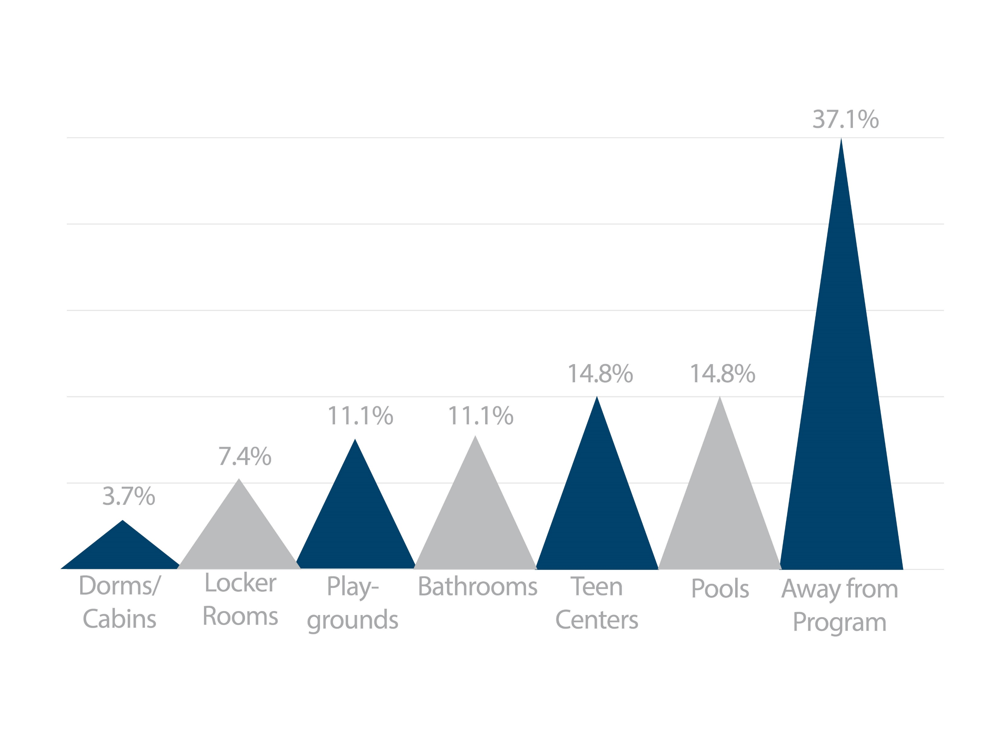 37.1%
14.8%
14.8%
11.1%
11.1%
7.4%
3.7%
Dorms/
Cabins
Locker
Rooms
Play-
grounds
Bathrooms
Teen
Centers
Pools
Away from
Program